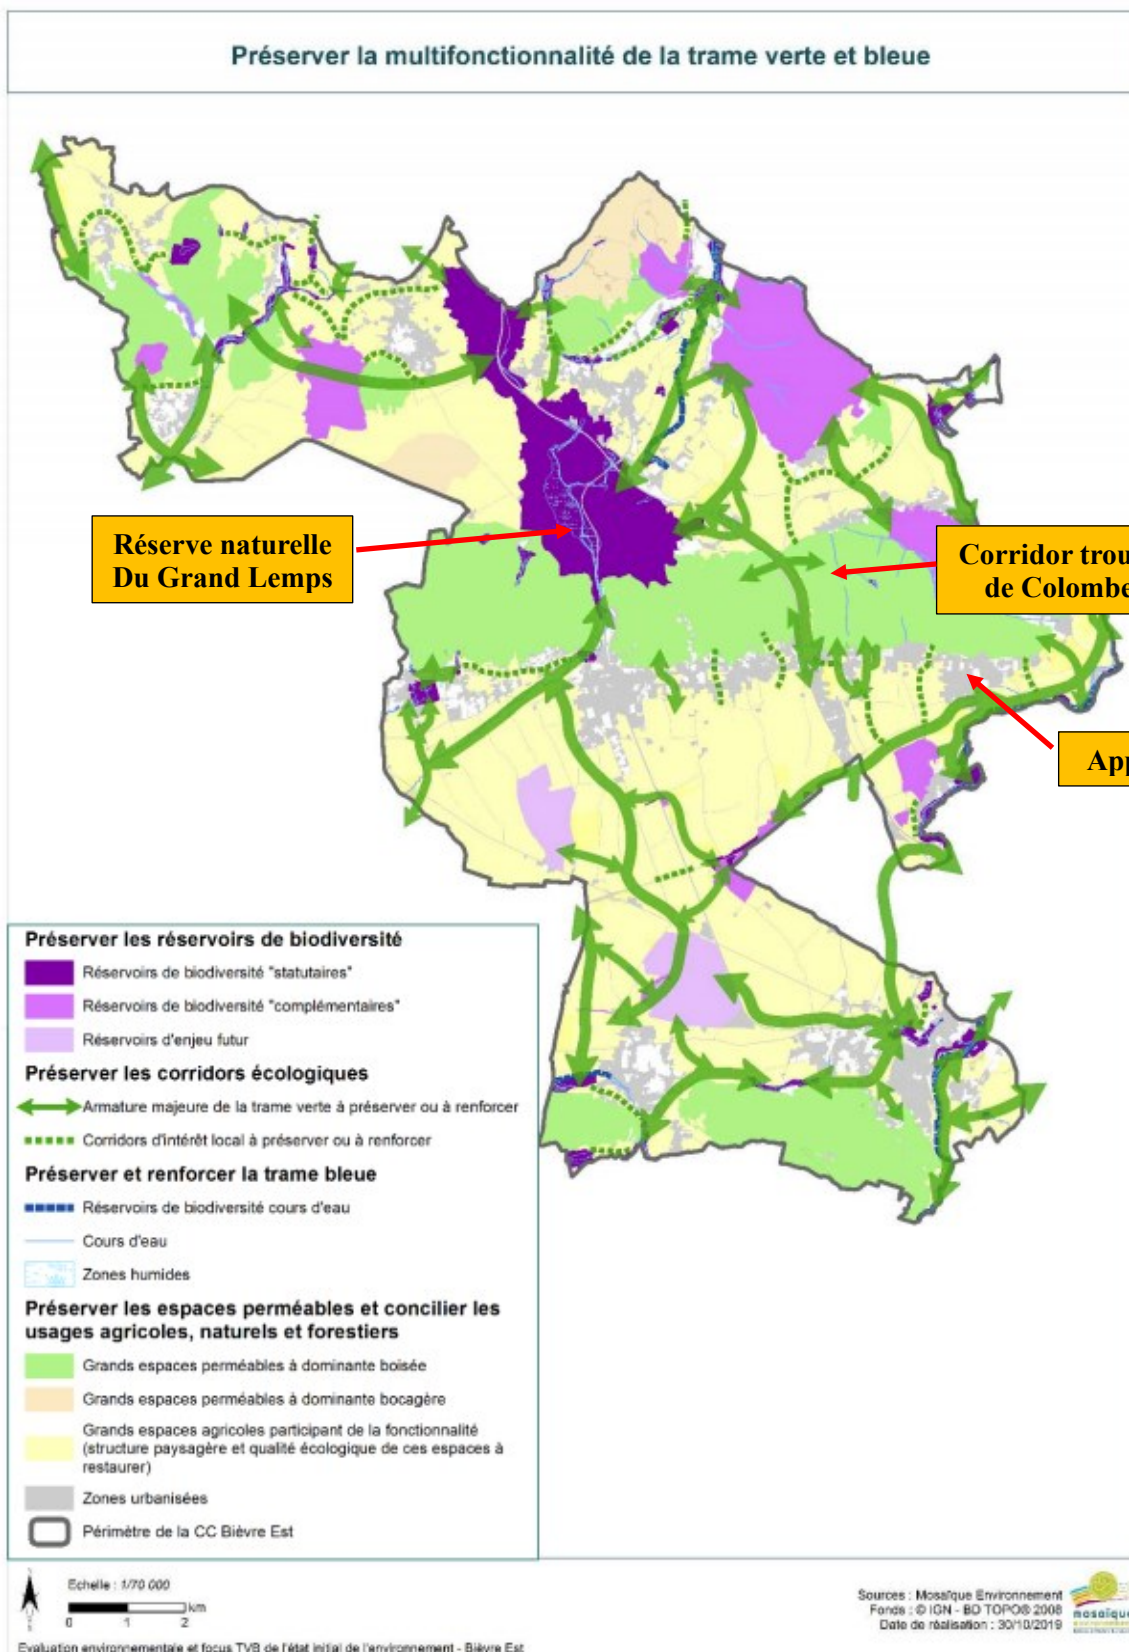 Préserver la multifonctionnalité de la trame verte et bleue
Réserve naturelle
Du Grand Lemps
Corridor trou
de Colombe
App
Préserver les réservoirs de biodiversité
Réservoirs de biodiversité "statutaires"
Réservoirs de biodiversité "complémentaires"
Réservoirs d'enjeu futur
Préserver les corridors écologiques
Armature majeure de la trame verte à préserver ou à renforcer
Corridors d'intérêt local à préserver ou à renforcer
Préserver et renforcer la trame bleue
Réservoirs de biodiversité cours d'eau
Cours d'eau
Zones humides
Préserver les espaces perméables et concilier les
usages agricoles, naturels et forestiers
Grands espaces perméables à dominante boisée
Grands espaces perméables à dominante bocagère
Grands espaces agricoles participant de la fonctionnalité
(structure paysagère et qualité écologique de ces espaces à
restaurer)
Zones urbanisées
Périmètre de la CC Bièvre Est
Echelle : 1/70 000
km
0 1 2
Sources : Mosaïque Environnement
Fonds : © IGN - BD TOPO® 2008
Date de réalisation : 30/10/2019
mosaïque
Evaluation environnementale et focus TVB de l'état initial de l'environnement - Bièvre Est